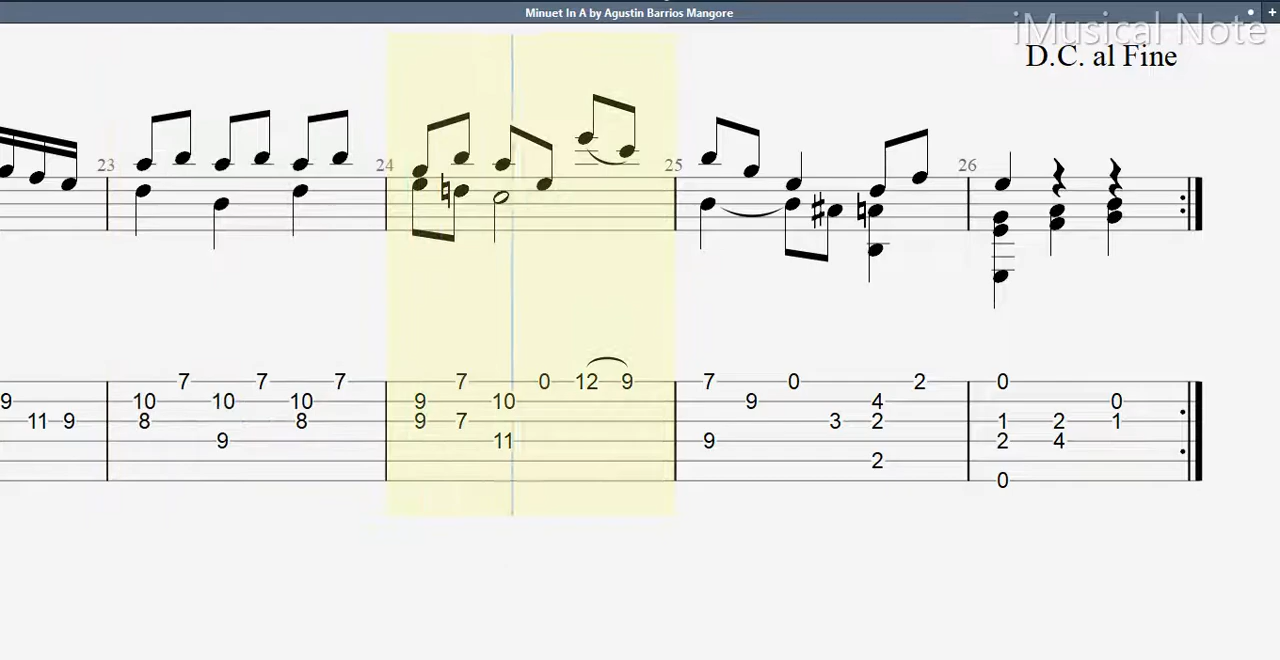 Minuet In A by Agustin Barrios Mangore
iMusical Note
D.C. al Fine
23 24 25 26
7 7 7 7 0 12 9 7 0 2 0
9 10 10 10 9 10 9 4 0
11 9 8 8 9 7 3 2 1 2 1
9 11 9 2 4
2
0